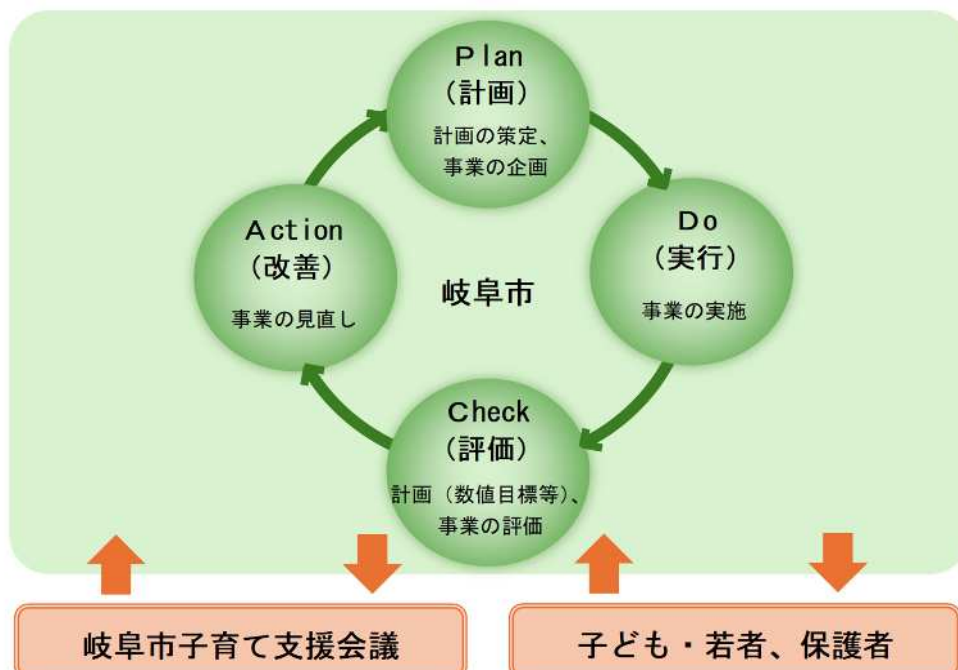 Plan
(計画)
計画の策定、
事業の企画
Do
(実行)
事業の実施
Check
(評価)
計画（数値目標等)、
事業の評価
Action
(改善)
事業の見直し
岐阜市
岐阜市子育て支援会議
子ども・若者、保護者